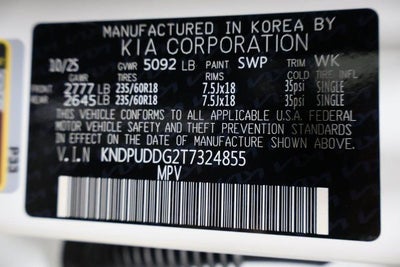 MANUFACTURED IN KOREA BY
KIA CORPORATION
10/25 GVWR 5092 LB PAINT SWP TRIM WK
GAWR TIRES RIMS COLD TIRE INFL
FRONT 2777 LB 235/60R18 7.5Jx18 35psi SINGLE
REAR 2645 LB 235/60R18 7.5Jx18 35psi SINGLE
THIS VEHICLE CONFORMS TO ALL APPLICABLE U.S.A. FEDERAL
MOTOR VEHICLE SAFETY, BUMPER,
AND THEFT PREVENTION STANDARDS
IN EFFECT ON THE DATE OF MANUFACTURE SHOWN ABOVE.
V.I.N KNDPUDDG2T7324855
MPV
P33